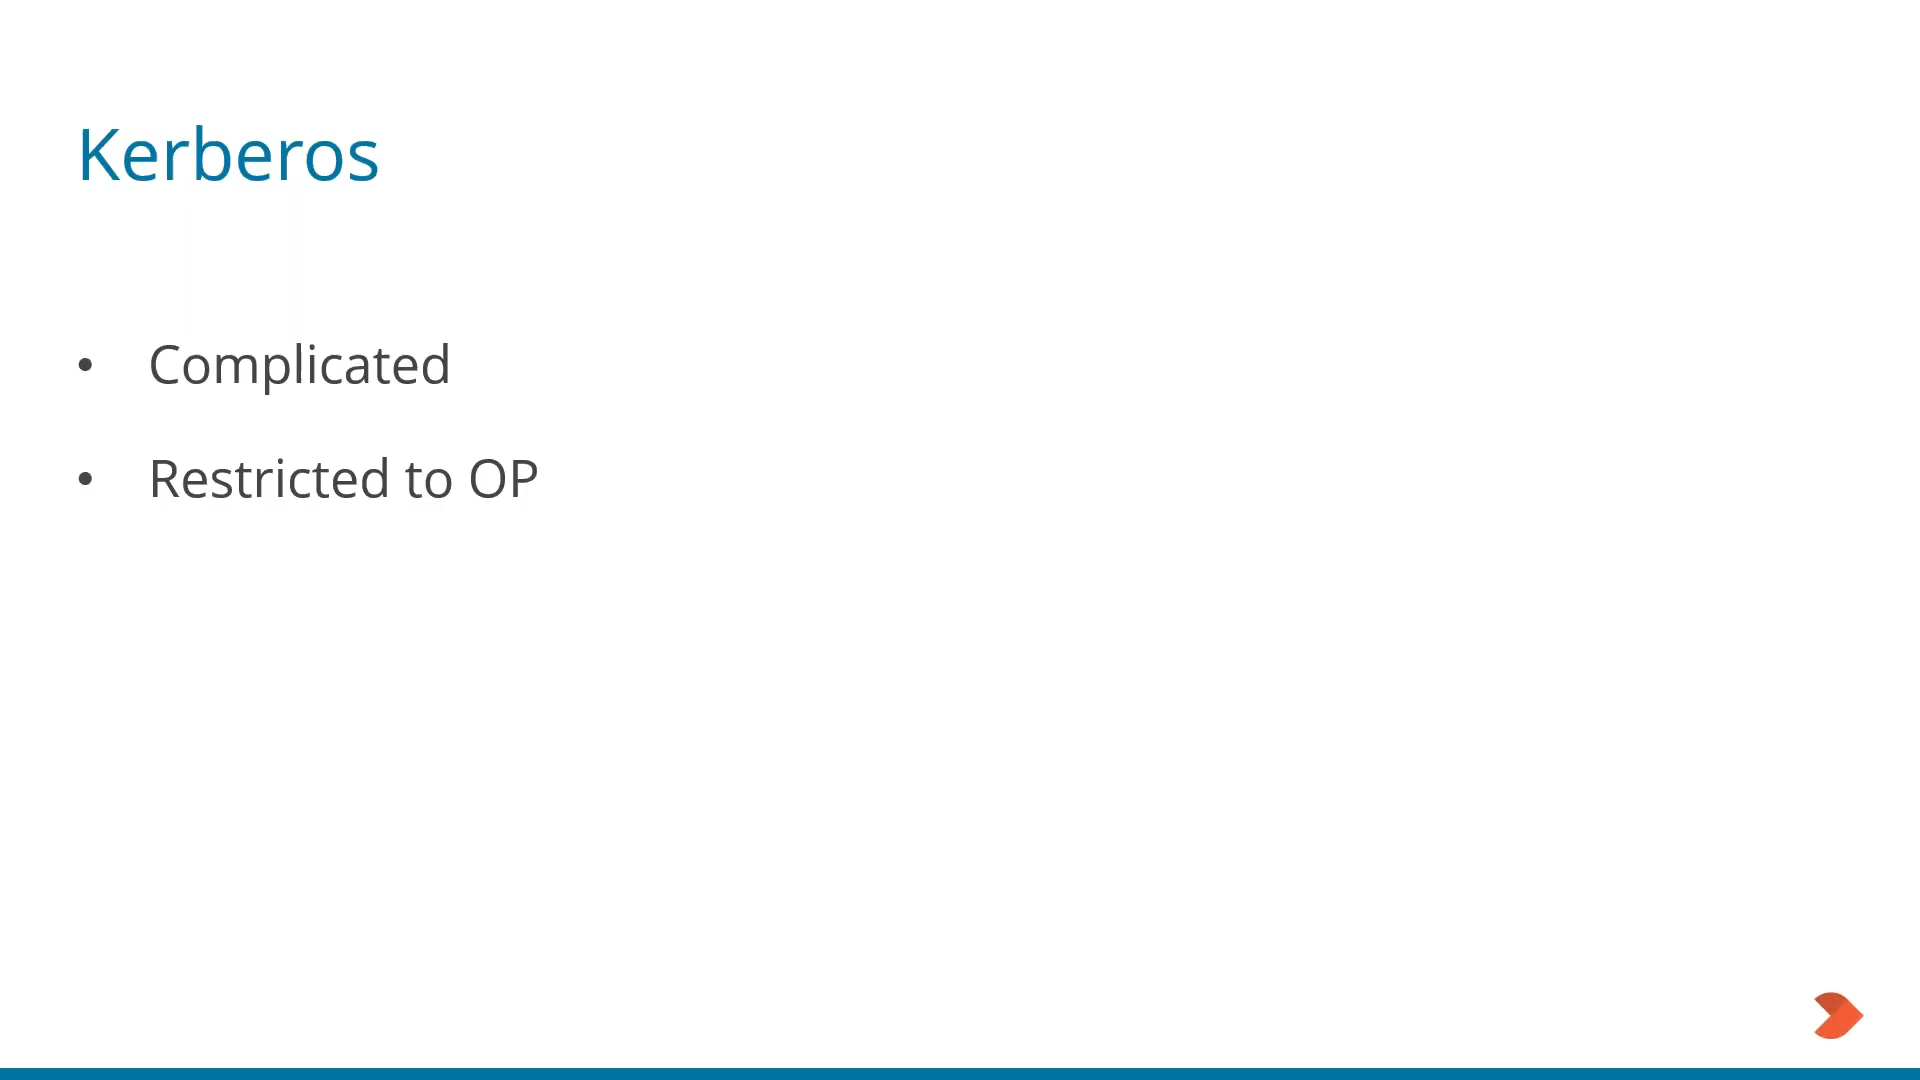 Kerberos
• Complicated
• Restricted to OP